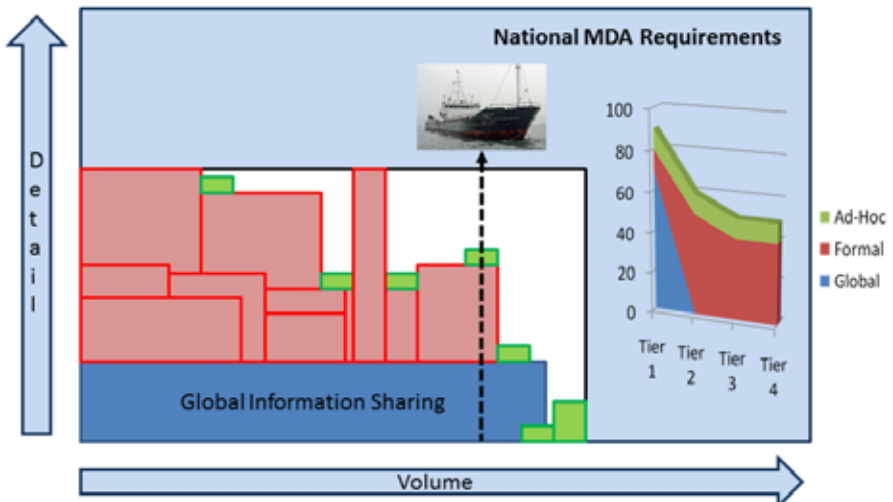 National MDA Requirements
Detail
Global Information Sharing
Volume
100
80
60
40
20
0
Tier 1
Tier 2
Tier 3
Tier 4
Ad-Hoc
Formal
Global